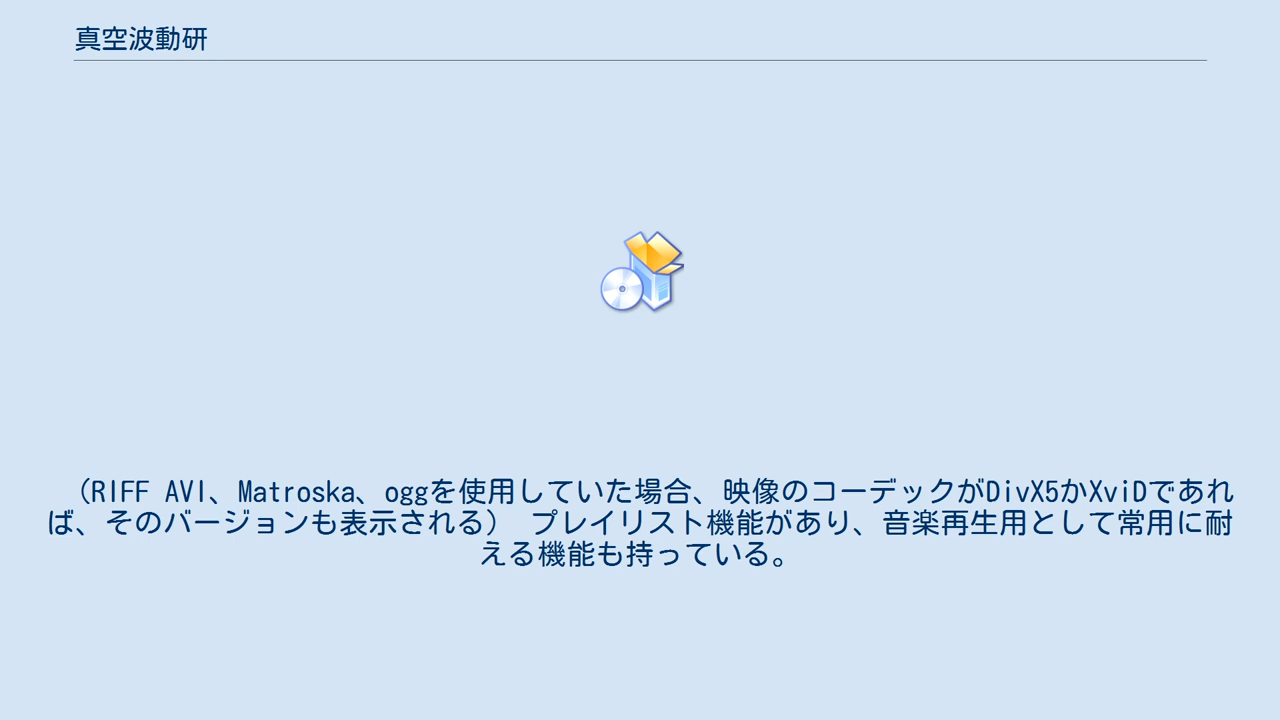 真空波動研
（RIFF AVI、Matroska、oggを使用していた場合、映像のコーデックがDivX5かXviDであれ
ば、そのバージョンも表示される） プレイリスト機能があり、音楽再生用として常用に耐
える機能も持っている。